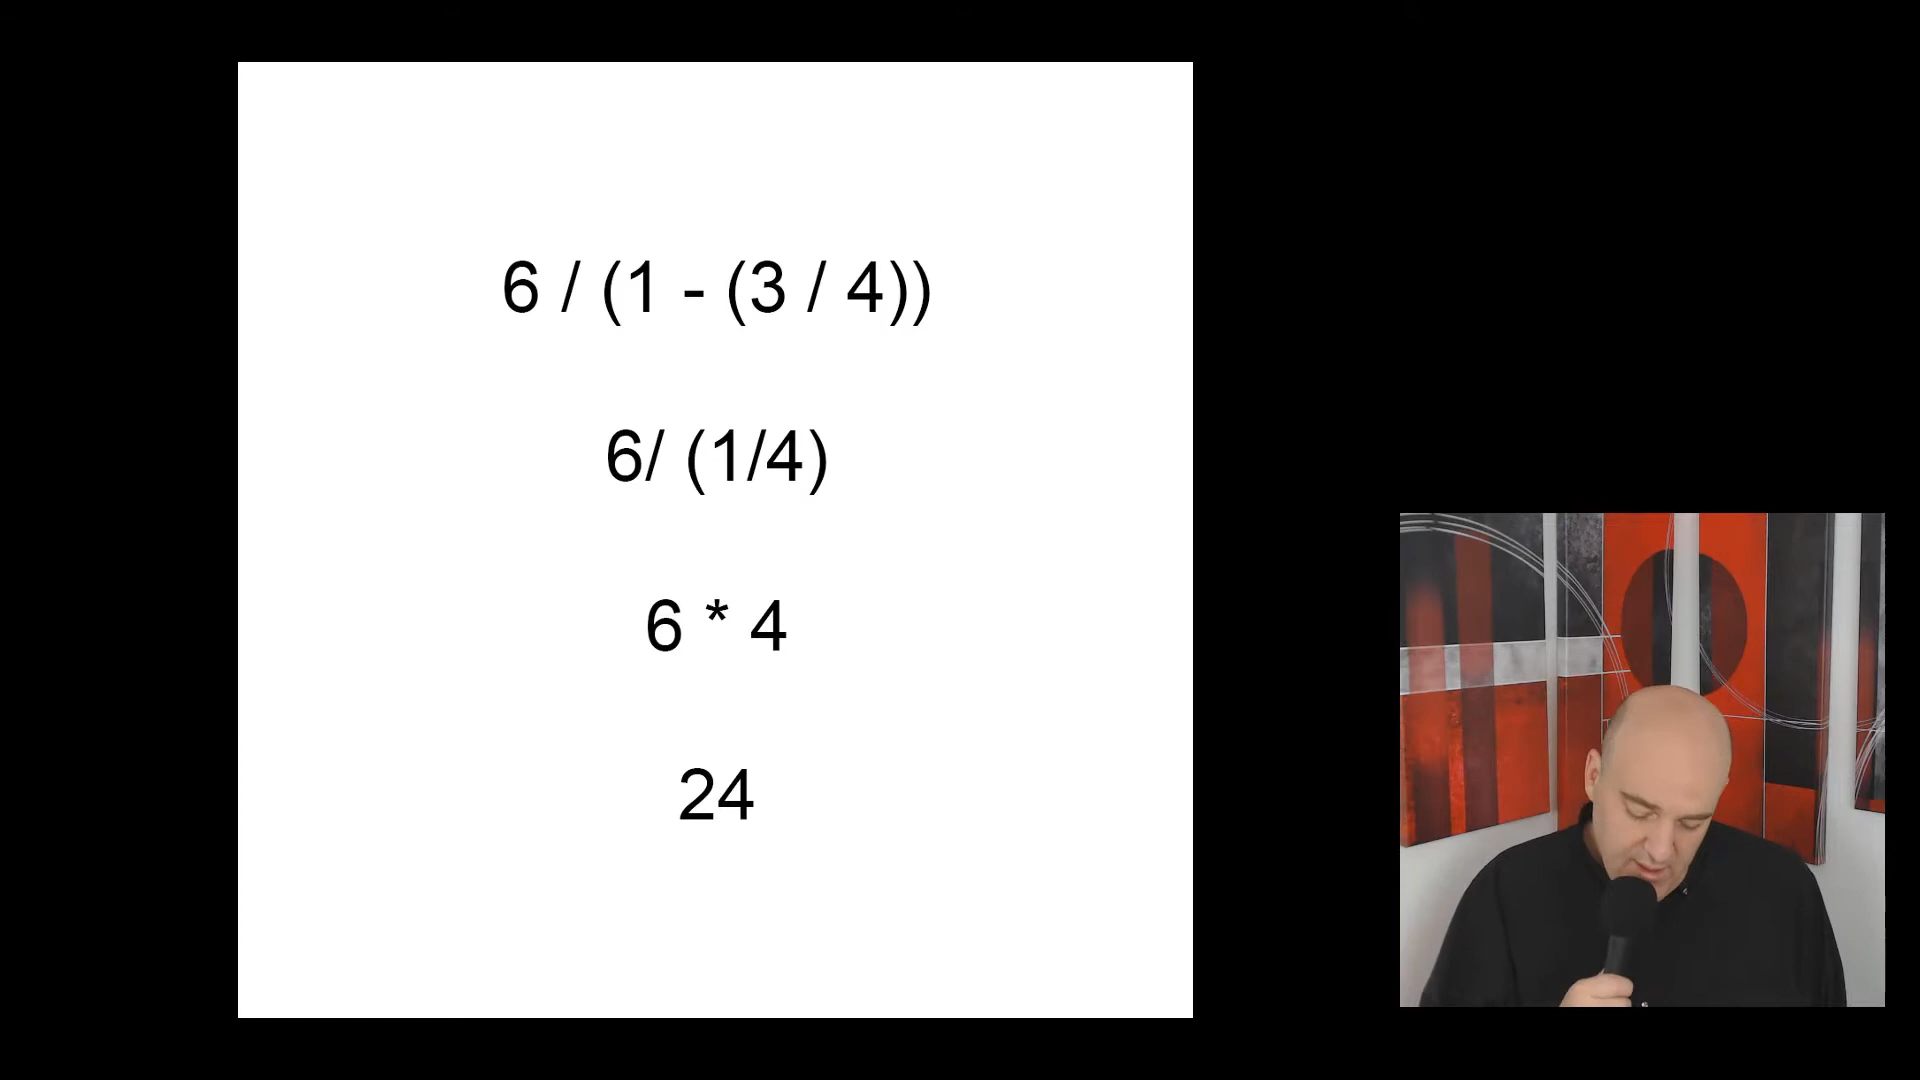 6 / (1 - (3 / 4))
6/ (1/4)
6 * 4
24